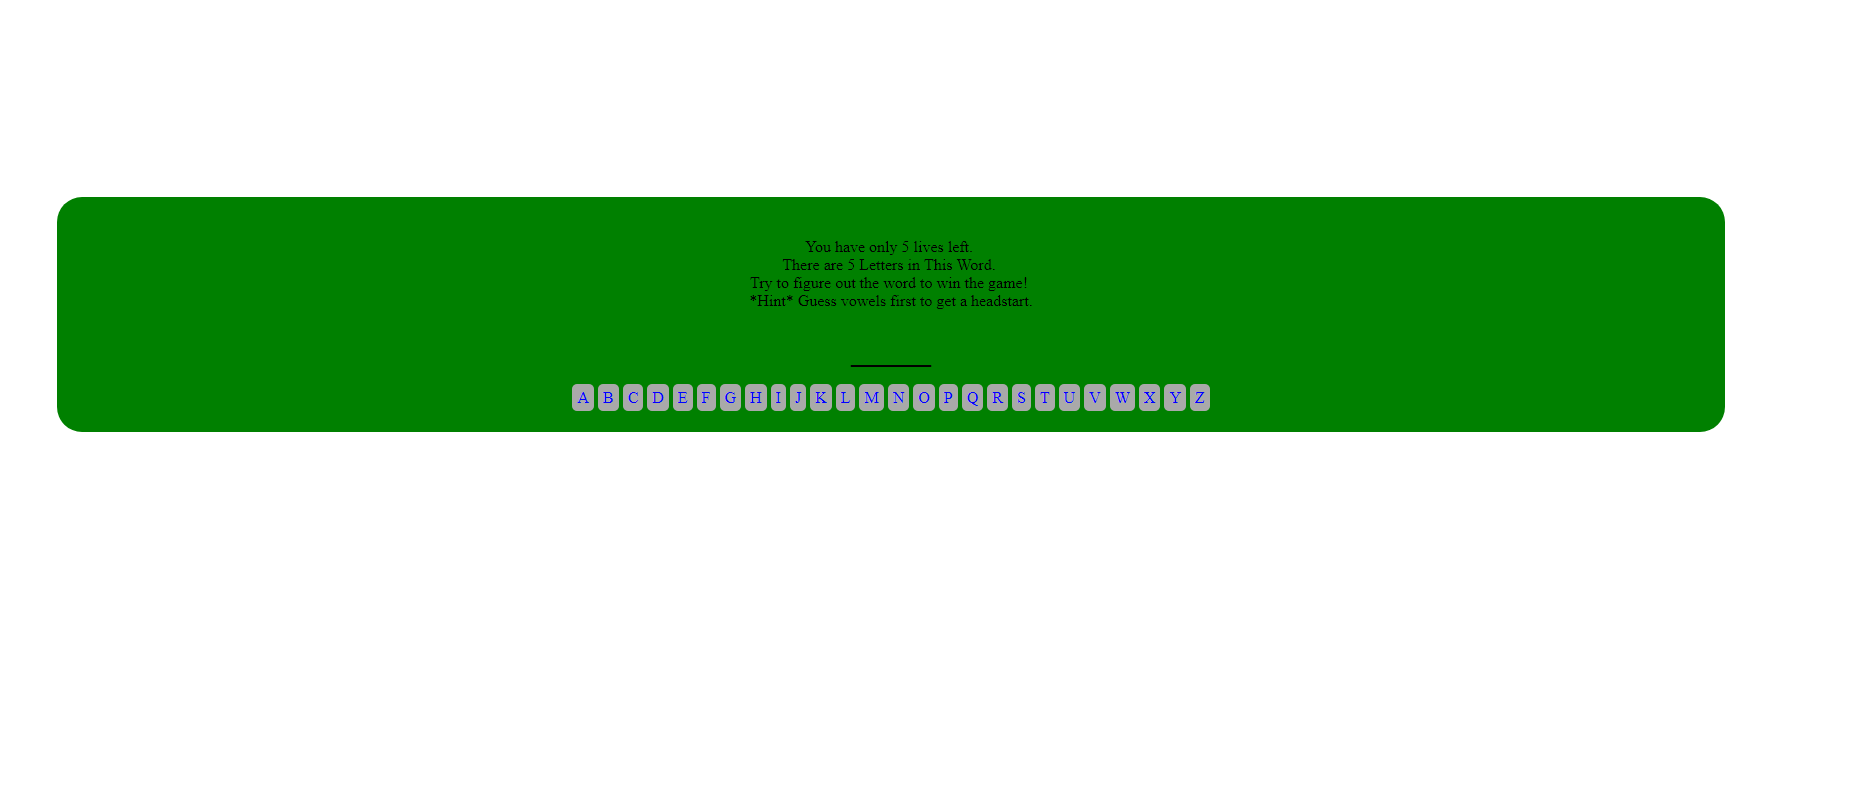 You have only 5 lives left.
There are 5 Letters in This Word.
Try to figure out the word to win the game!
*Hint* Guess vowels first to get a headstart.
_____
A B C D E F G H I J K L M N O P Q R S T U V W X Y Z